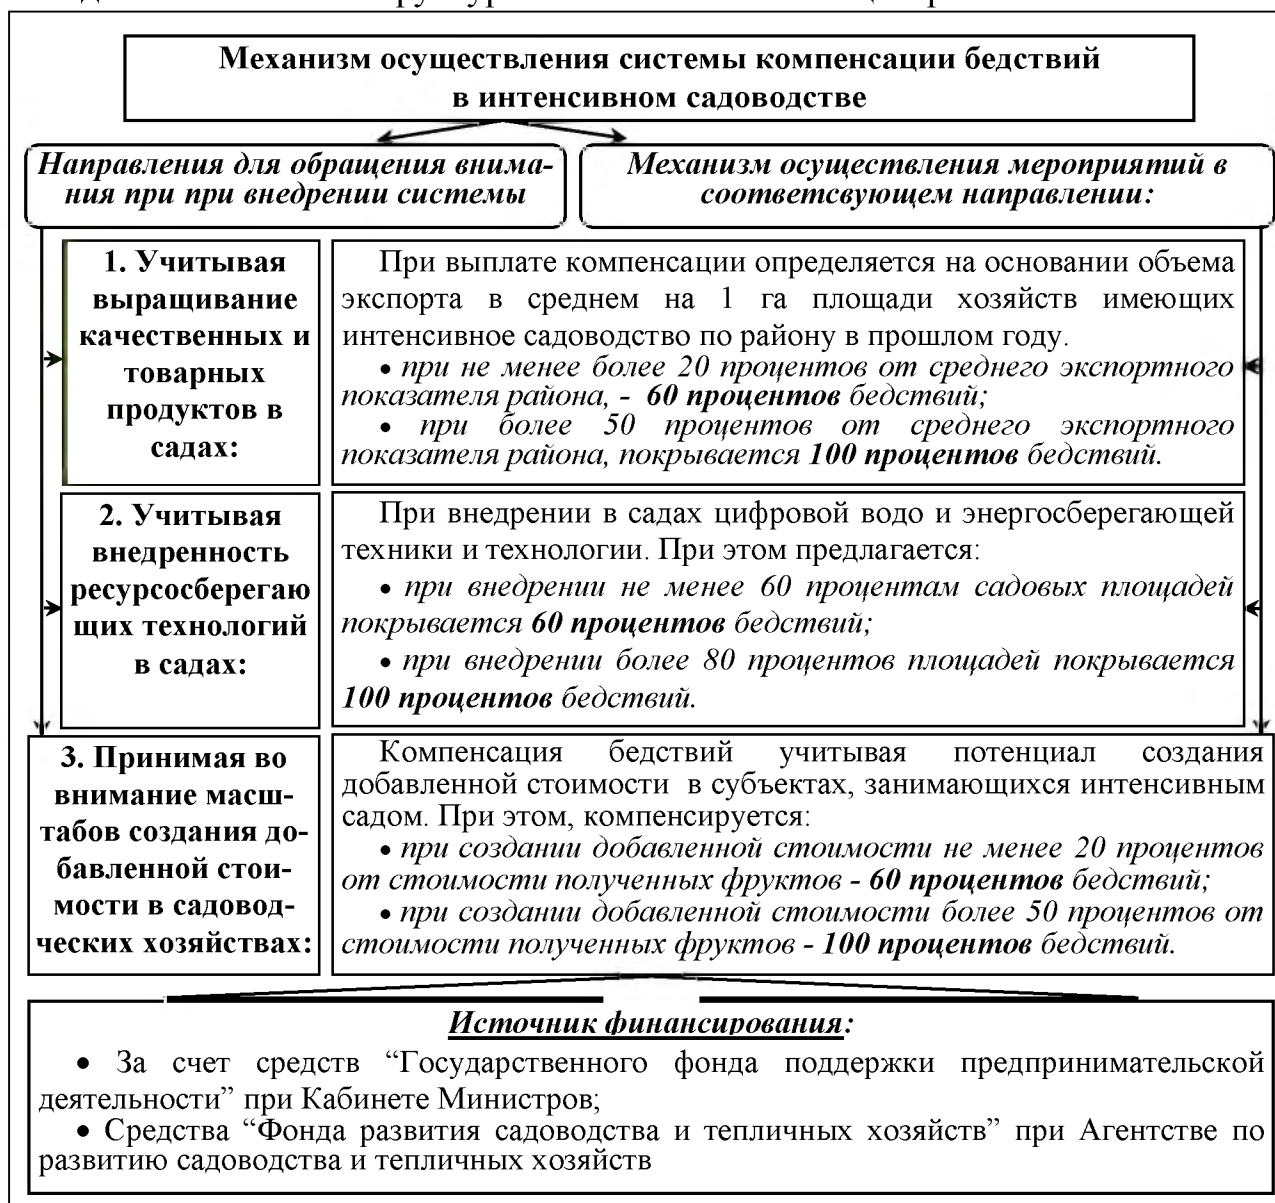 Механизм осуществления системы компенсации бедствий
в интенсивном садоводстве
Направления для обращения внима-
ния при при внедрении системы
Механизм осуществления мероприятий в
соответсвующем направлении:
1. Учитывая
выращивание
качественных и
товарных
продуктов в
садах:
При выплате компенсации определяется на основании объема
экспорта в среднем на 1 га площади хозяйств имеющих
интенсивное садоводство по району в прошлом году.
• при не менее более 20 процентов от среднего экспортного
показателя района, - 60 процентов бедствий;
• при более 50 процентов от среднего экспортного
показателя района, покрывается 100 процентов бедствий.
2. Учитывая
внедренность
ресурсосберегаю
щих технологий
в садах:
При внедрении в садах цифровой водо и энергосберегающей
техники и технологии. При этом предлагается:
• при внедрении не менее 60 процентам садовых площадей
покрывается 60 процентов бедствий;
• при внедрении более 80 процентов площадей покрывается
100 процентов бедствий.
3. Принимая во
внимание масш-
табов создания до-
бавленной стои-
мости в садовод-
ческих хозяйствах:
Компенсация бедствий учитывая потенциал создания
добавленной стоимости в субъектах, занимающихся интенсивным
садом. При этом, компенсируется:
• при создании добавленной стоимости не менее 20 процентов
от стоимости полученных фруктов - 60 процентов бедствий;
• при создании добавленной стоимости более 50 процентов от
стоимости полученных фруктов - 100 процентов бедствий.
Источник финансирования:
• За счет средств “Государственного фонда поддержки предпринимательской
деятельности” при Кабинете Министров;
• Средства “Фонда развития садоводства и тепличных хозяйств” при Агентстве по
развитию садоводства и тепличных хозяйств